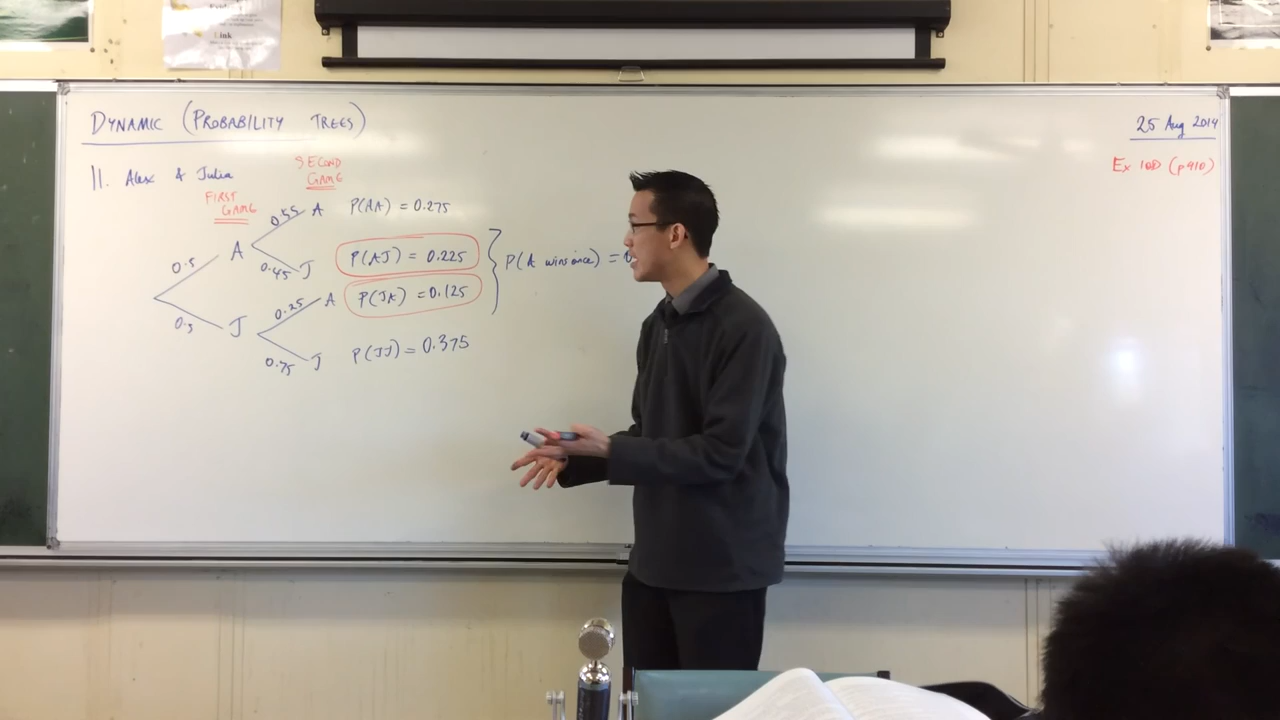 Link
DYNAMIC (PROBABILITY TREES)
25 Aug 2014
Ex 10D (p410)
11. Alex & Julia
SECOND GAME
FIRST GAME
0.55 A P(AA) = 0.275
0.5 A
0.45 J P(AJ) = 0.225
P(A wins once) =
0.25 A P(JA) = 0.125
0.5 J
0.75 J P(JJ) = 0.375